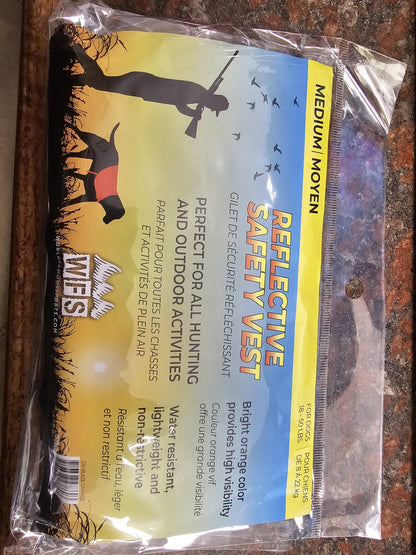 MEDIUM | MOYEN
FOR DOGS
18 - 50 LBS.
POUR CHIENS
DE 8 À 22 kg
REFLECTIVE
SAFETY VEST
GILET DE SÉCURITÉ RÉFLÉCHISSANT
PERFECT FOR ALL HUNTING
AND OUTDOOR ACTIVITIES
PARFAIT POUR TOUTES LES CHASSES
ET ACTIVITÉS DE PLEIN AIR
Bright orange color
provides high visibility
Couleur orange vif
offre une grande visibilité
Water resistant,
lightweight and
non-restrictive
Résistant à l'eau, léger
et non restrictif
WFS